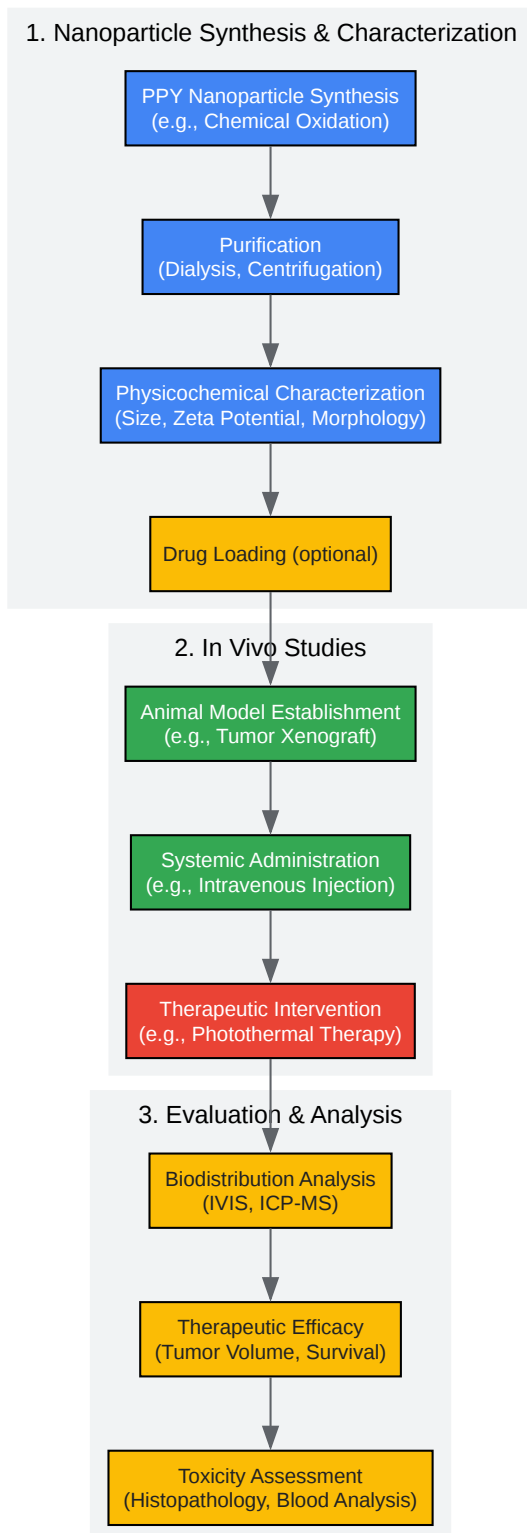 1. Nanoparticle Synthesis & Characterization
PPY Nanoparticle Synthesis
(e.g., Chemical Oxidation)
Purification
(Dialysis, Centrifugation)
Physicochemical Characterization
(Size, Zeta Potential, Morphology)
Drug Loading (optional)
2. In Vivo Studies
Animal Model Establishment
(e.g., Tumor Xenograft)
Systemic Administration
(e.g., Intravenous Injection)
Therapeutic Intervention
(e.g., Photothermal Therapy)
3. Evaluation & Analysis
Biodistribution Analysis
(IVIS, ICP-MS)
Therapeutic Efficacy
(Tumor Volume, Survival)
Toxicity Assessment
(Histopathology, Blood Analysis)